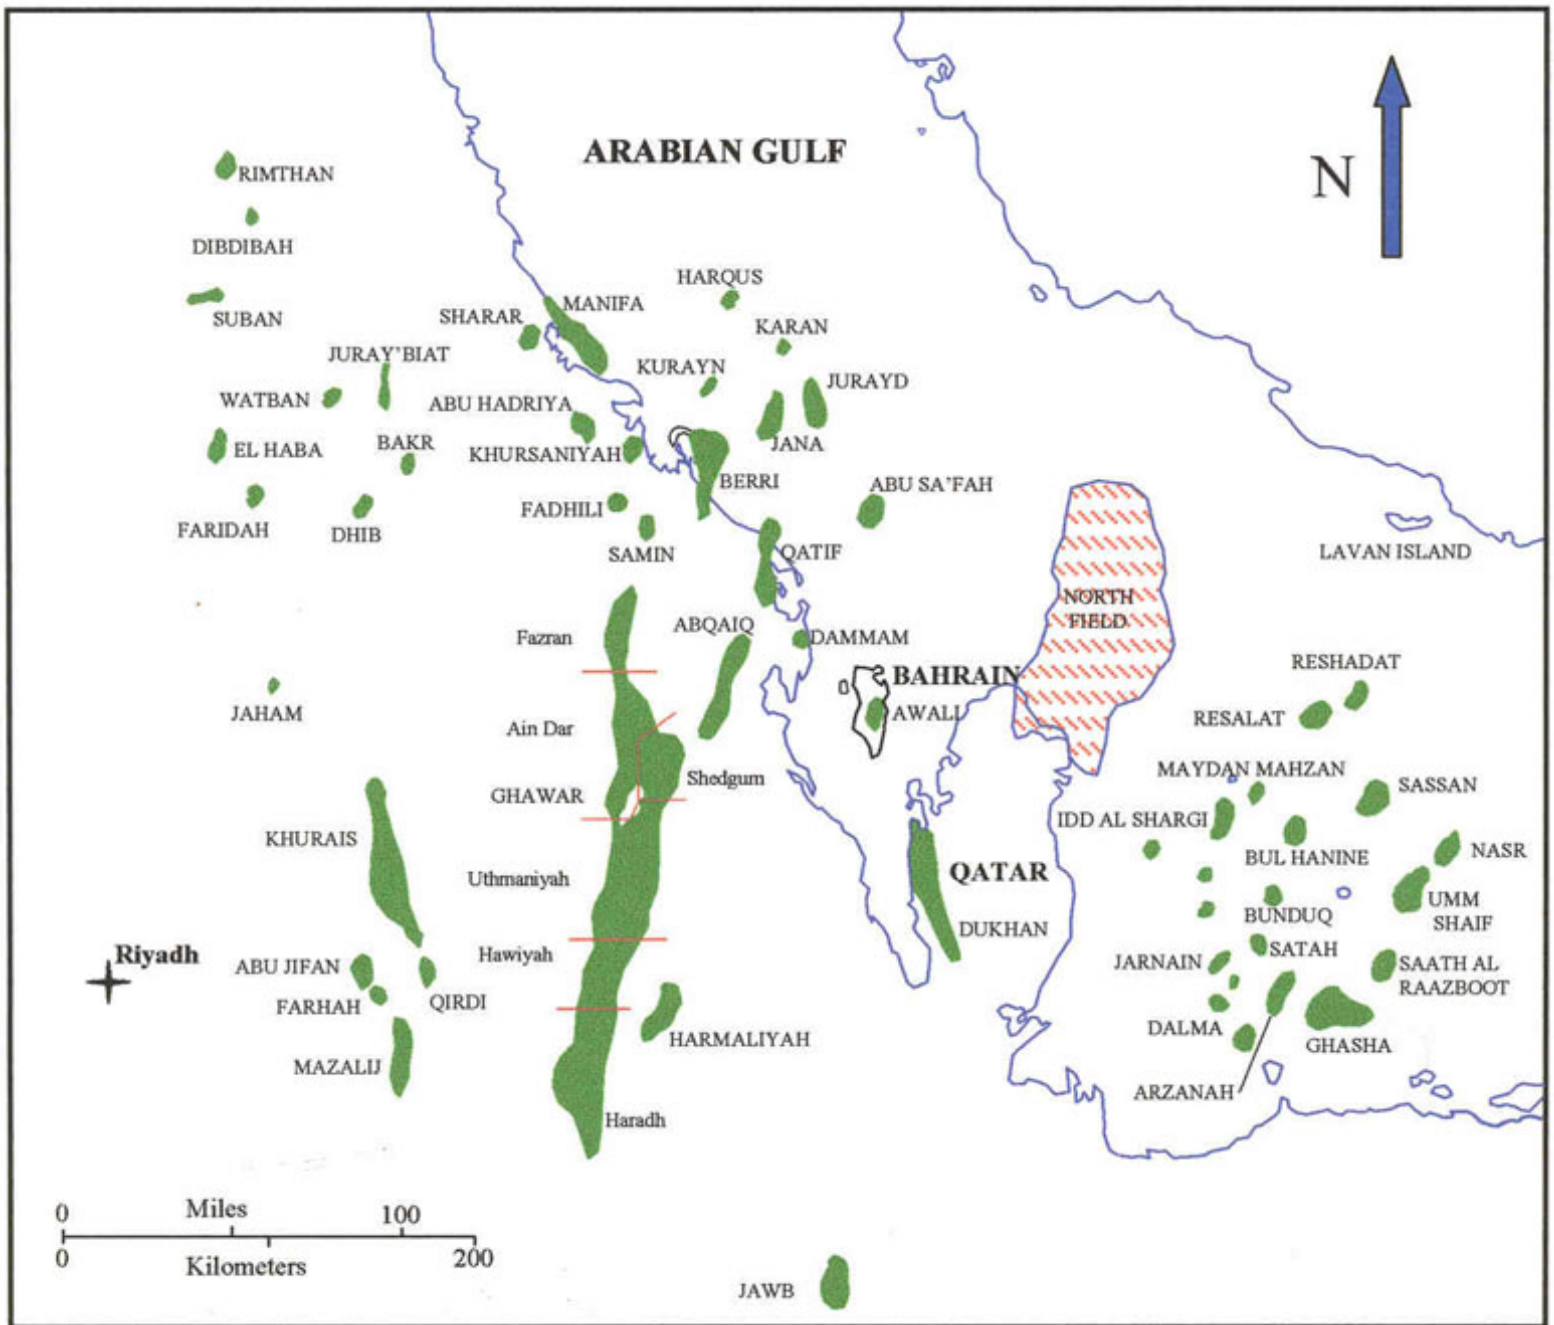 ARABIAN GULF
N
RIMTHAN
DIBDIBAH
SUBAN
HARQUS
MANIFA
SHARAR
KARAN
JURAY'BIAT
KURAYN
JURAYD
WATBAN
ABU HADRIYA
EL HABA
BAKR
KHURSANIYAH
JANA
BERRI
ABU SA'FAH
FARIDAH
DHIB
FADHILI
SAMIN
QATIF
LAVAN ISLAND
NORTH
FIELD
Fazran
ABQAIQ
DAMMAM
RESHADAT
BAHRAIN
JAHAM
AWALI
RESALAT
Ain Dar
Shedgum
MAYDAN MAHZAN
SASSAN
GHAWAR
IDD AL SHARGI
KHURAIS
BUL HANINE
NASR
Uthmaniyah
QATAR
UMM
SHAIF
BUNDUQ
DUKHAN
Riyadh
Hawiyah
SATAH
ABU JIFAN
JARNAIN
SAATH AL
RAAZBOOT
FARHAH
QIRDI
HARMALIYAH
DALMA
GHASHA
MAZALIJ
ARZANAH
Haradh
0 Miles 100
0 Kilometers 200
JAWB